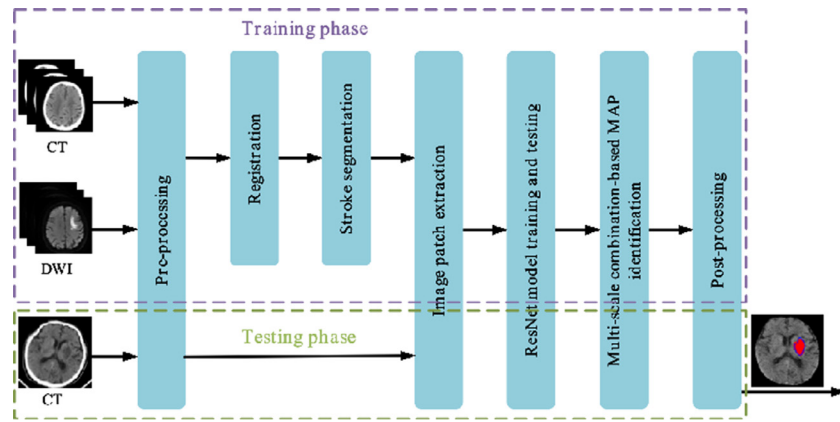 Training phase
CT
DWI
Pre-processing
Registration
Stroke segmentation
Image patch extraction
ResNet model training and testing
Multi-scale combination-based MAP
identification
Post-processing
Testing phase
CT